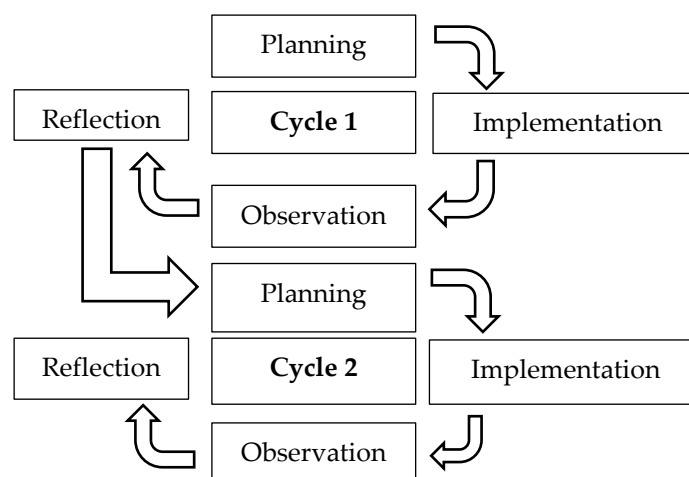 Planning
Reflection
Cycle 1
Implementation
Observation
Planning
Reflection
Cycle 2
Implementation
Observation